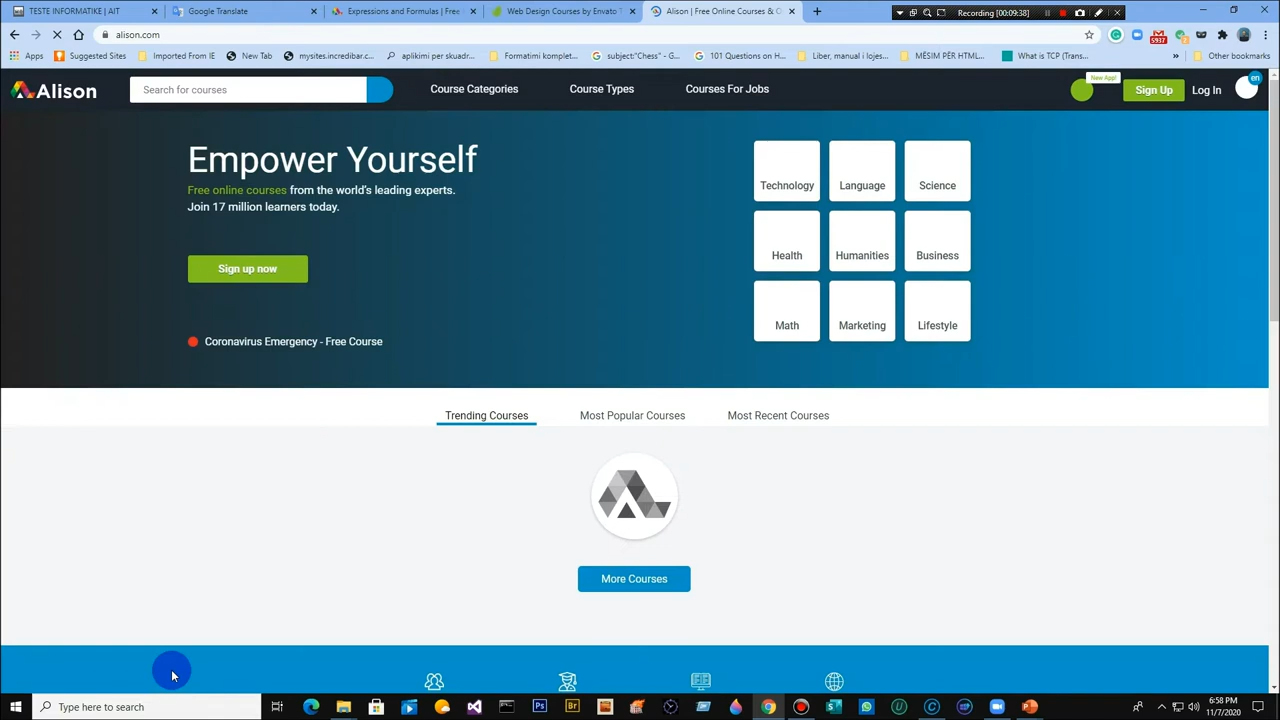 TESTE INFORMATIKE | AIT
Google Translate
Expressions and Formulas | Free
Web Design Courses by Envato T
Alison | Free Online Courses & O
Recording [00:09:38]
alison.com
5937
Apps
Suggested Sites
Imported From IE
New Tab
mysites.incredibar.c...
aplikimi per skuadr...
Formatimi komplet...
subject:"Chess" - G...
101 Questions on H...
Liber, manual i lojes...
MËSIM PËR HTML...
What is TCP (Trans...
»
Other bookmarks
Alison
Search for courses
Course Categories
Course Types
Courses For Jobs
New App!
Sign Up
Log In
en
Empower Yourself
Free online courses from the world's leading experts.
Join 17 million learners today.
Sign up now
Coronavirus Emergency - Free Course
Technology
Language
Science
Health
Humanities
Business
Math
Marketing
Lifestyle
Trending Courses
Most Popular Courses
Most Recent Courses
More Courses
Type here to search
6:58 PM
11/7/2020